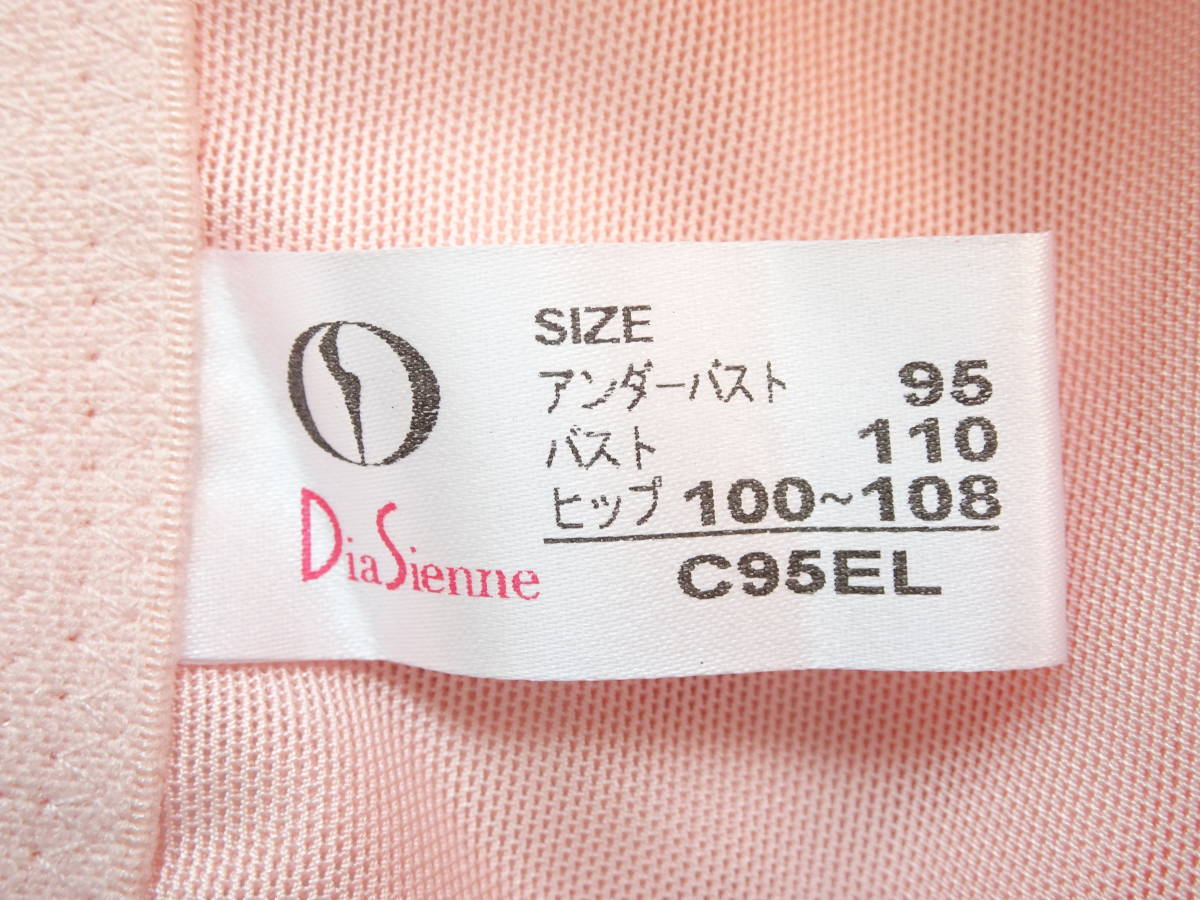 DiaSienne
SIZE
アンダーバスト 95
バスト 110
ヒップ 100~108
C95EL